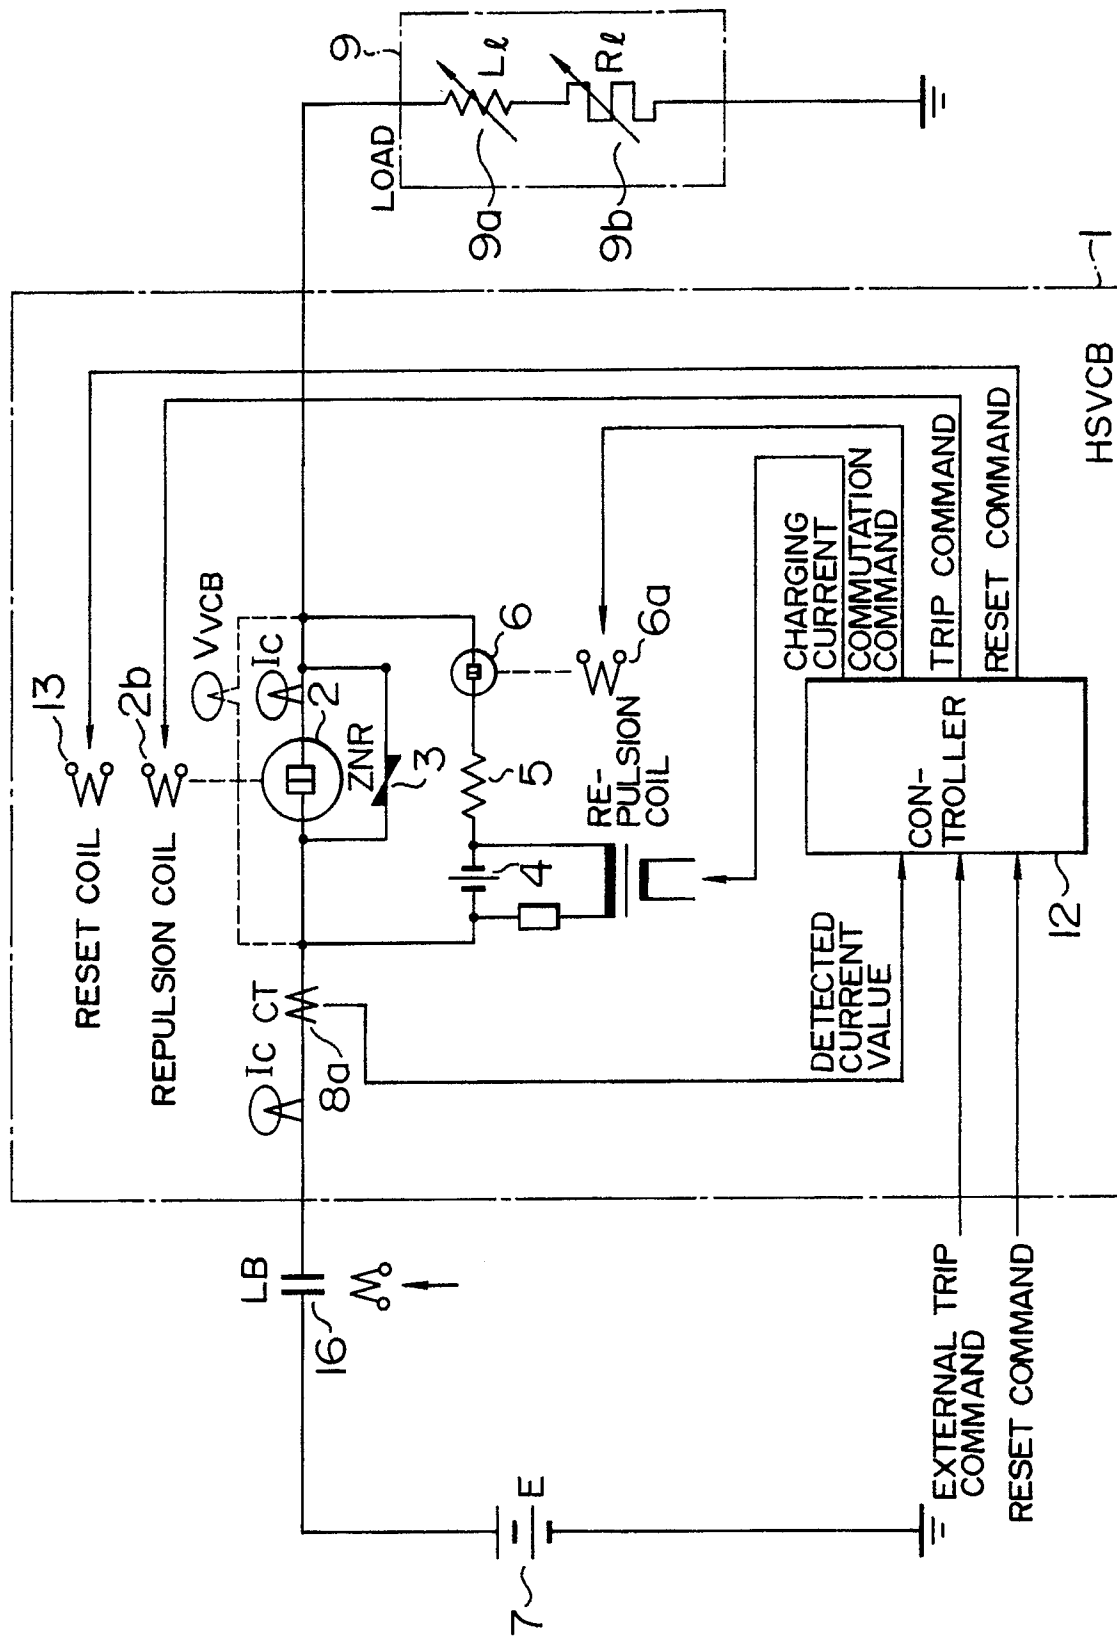 RESET COIL
13
REPULSION COIL
2b
VVCB
IC
CT
8a
IC
2
ZNR
3
4
5
6
6a
RE-
PULSION
COIL
LB
16
7
E
LOAD
9
Lℓ
9a
Rℓ
9b
DETECTED
CURRENT
VALUE
CON-
TROLLER
12
CHARGING
CURRENT
COMMUTATION
COMMAND
TRIP COMMAND
RESET COMMAND
EXTERNAL TRIP
COMMAND
RESET COMMAND
HSVCB
1